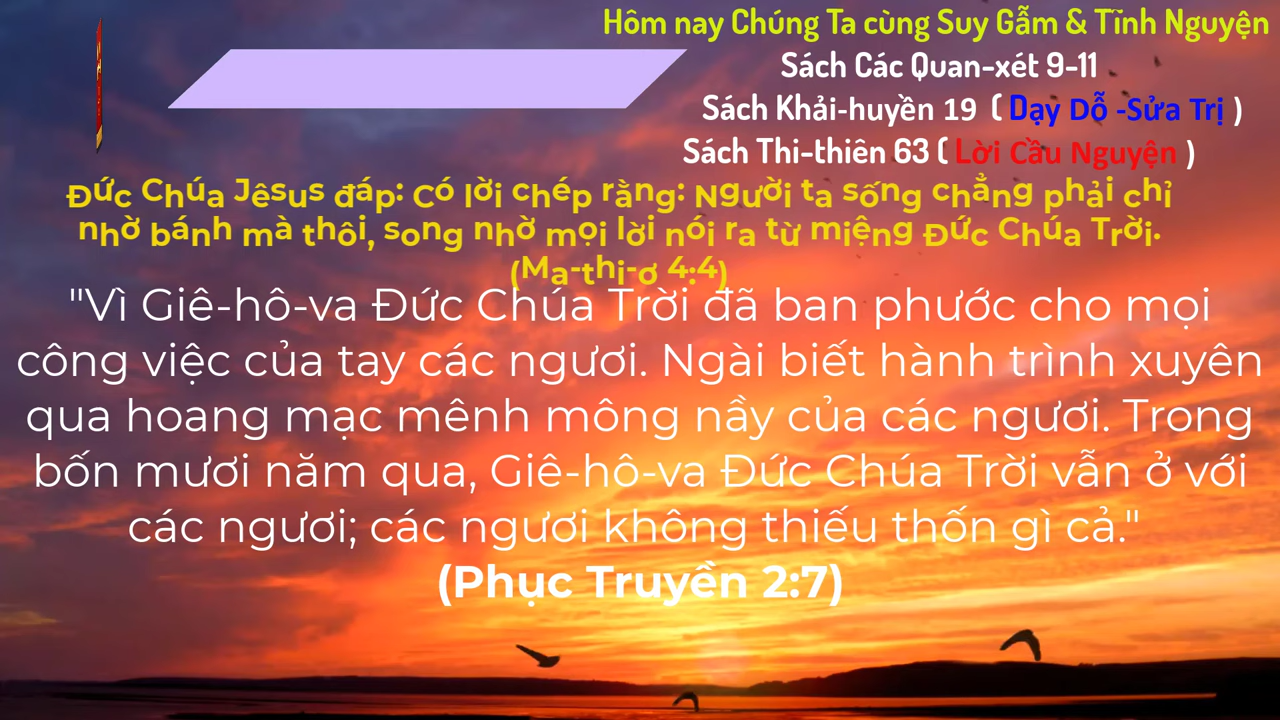 Hôm nay Chúng Ta cùng Suy Gẫm & Tĩnh Nguyện
Sách Các Quan-xét 9-11
Sách Khải-huyền 19 ( Dạy Dỗ -Sửa Trị )
Sách Thi-thiên 63 ( Lời Cầu Nguyện )
Đức Chúa Jêsus đáp: Có lời chép rằng: Người ta sống chẳng phải chỉ
nhờ bánh mà thôi, song nhờ mọi lời nói ra từ miệng Đức Chúa Trời.
(Ma-thi-ơ 4:4)
"Vì Giê-hô-va Đức Chúa Trời đã ban phước cho mọi
công việc của tay các ngươi. Ngài biết hành trình xuyên
qua hoang mạc mênh mông nầy của các ngươi. Trong
bốn mươi năm qua, Giê-hô-va Đức Chúa Trời vẫn ở với
các ngươi; các ngươi không thiếu thốn gì cả."
(Phục Truyền 2:7)